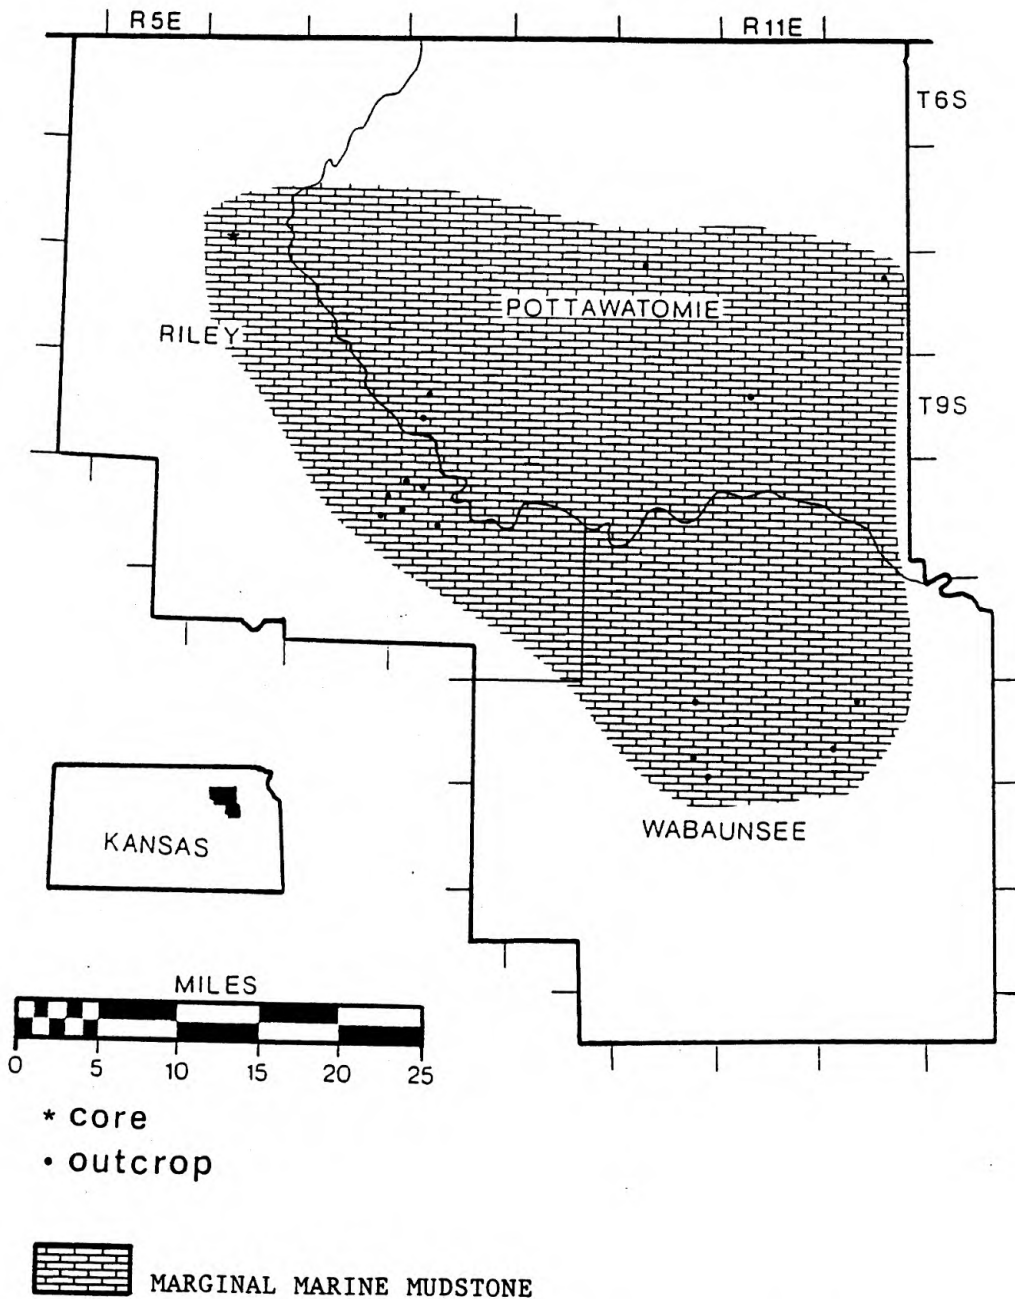 R5E
R11E
T6S
POTTAWATOMIE
RILEY
T9S
WABAUNSEE
KANSAS
MILES
0 5 10 15 20 25
* core
• outcrop
MARGINAL MARINE MUDSTONE